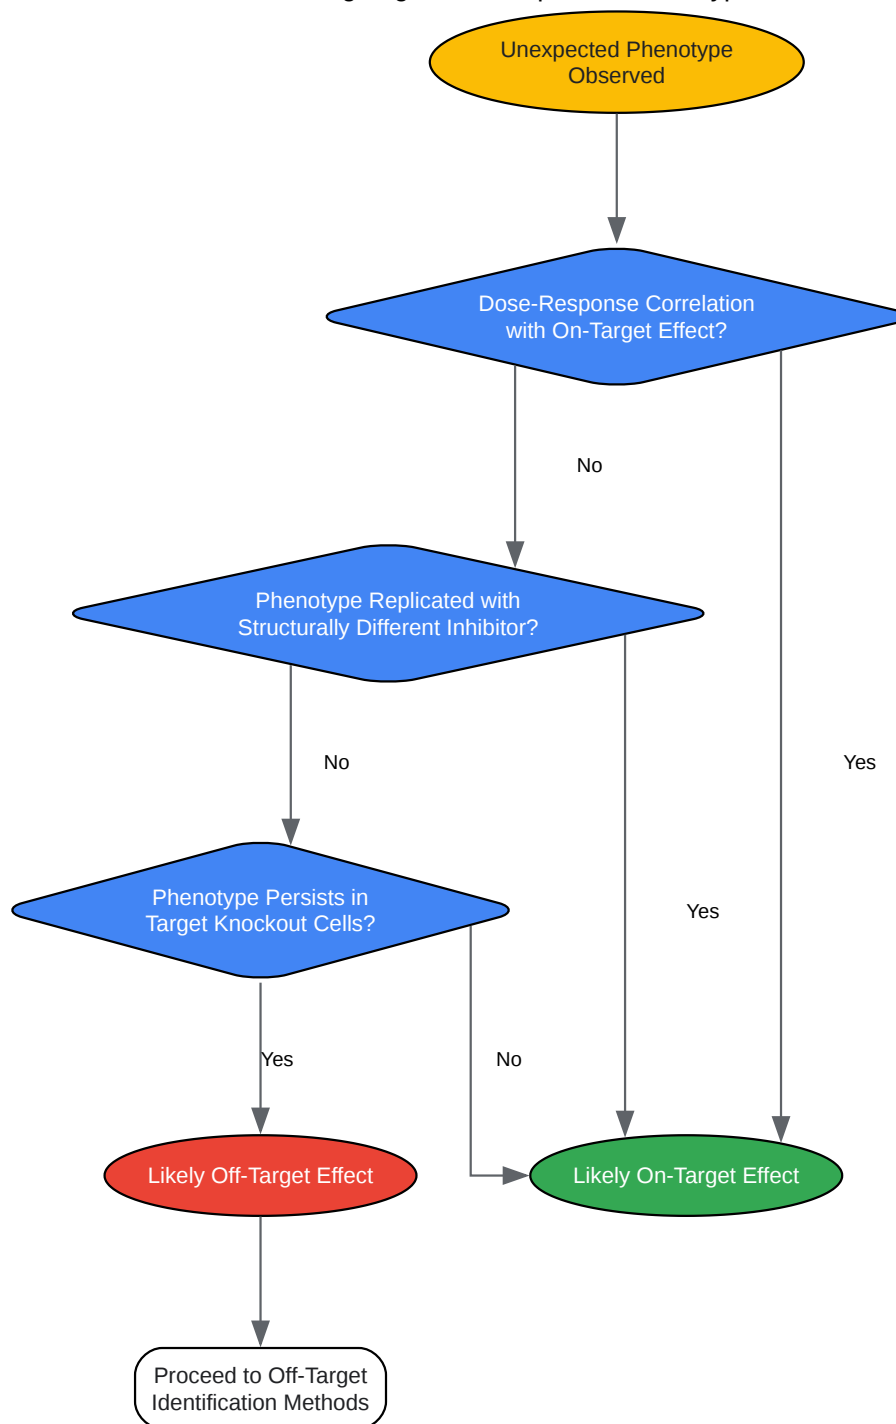 Unexpected Phenotype
Observed
Dose-Response Correlation
with On-Target Effect?
No
Phenotype Replicated with
Structurally Different Inhibitor?
No
Yes
Phenotype Persists in
Target Knockout Cells?
Yes
Yes
No
Likely Off-Target Effect
Likely On-Target Effect
Proceed to Off-Target
Identification Methods